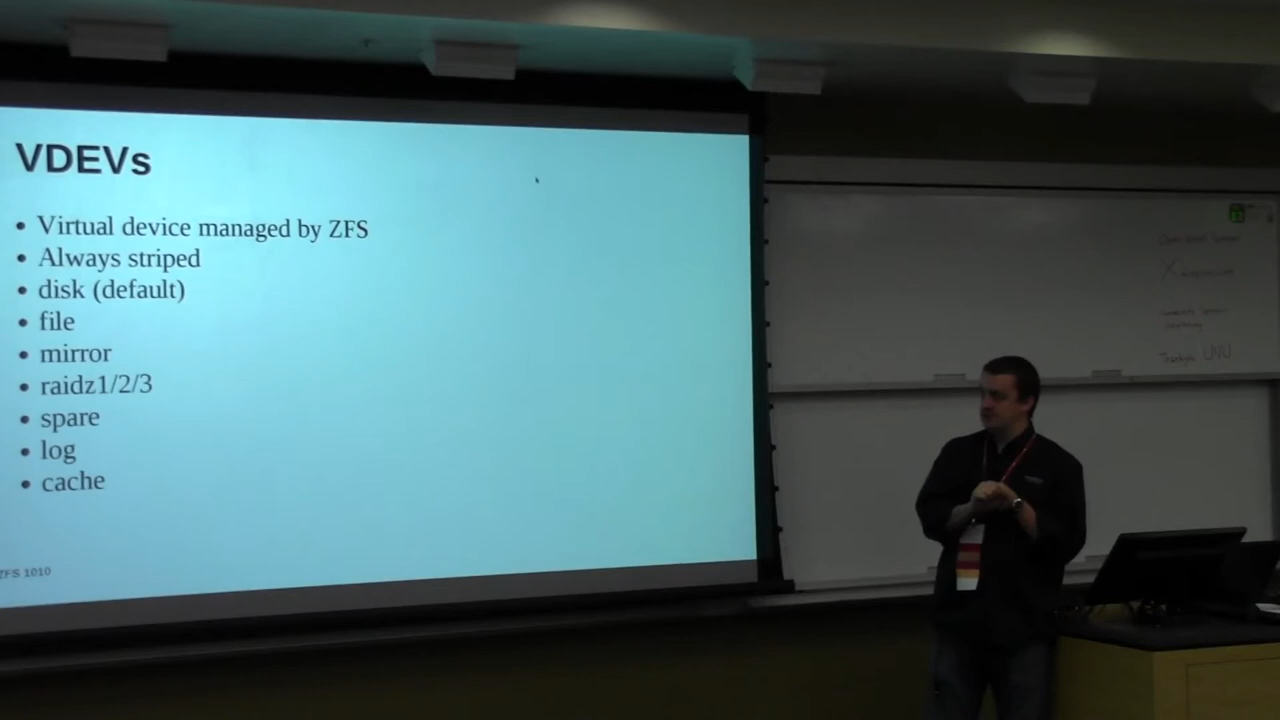 VDEVs
• Virtual device managed by ZFS
• Always striped
• disk (default)
• file
• mirror
• raidz1/2/3
• spare
• log
• cache
ZFS 1010
UVU